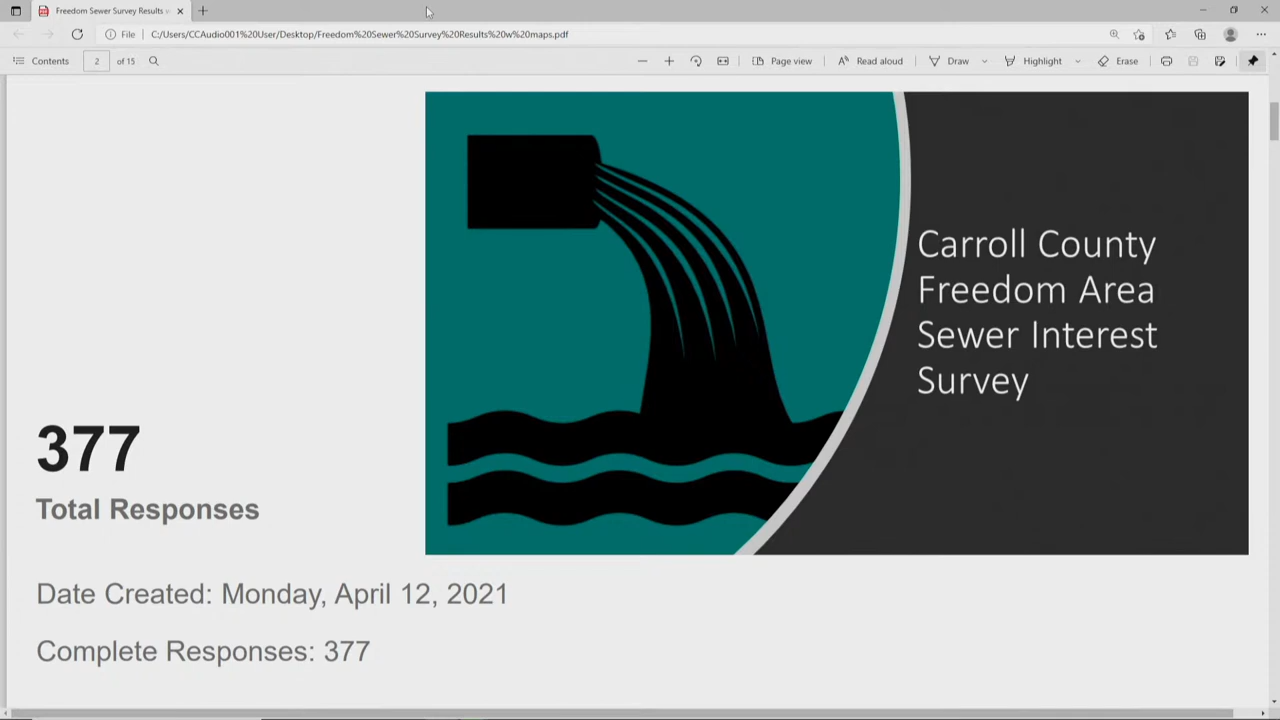 Freedom Sewer Survey Results
File
C:/Users/CCAudio001%20User/Desktop/Freedom%20Sewer%20Survey%20Results%20w%20maps.pdf
Contents
2
of 15
Page view
Read aloud
Draw
Highlight
Erase
Carroll County
Freedom Area
Sewer Interest
Survey
377
Total Responses
Date Created: Monday, April 12, 2021
Complete Responses: 377